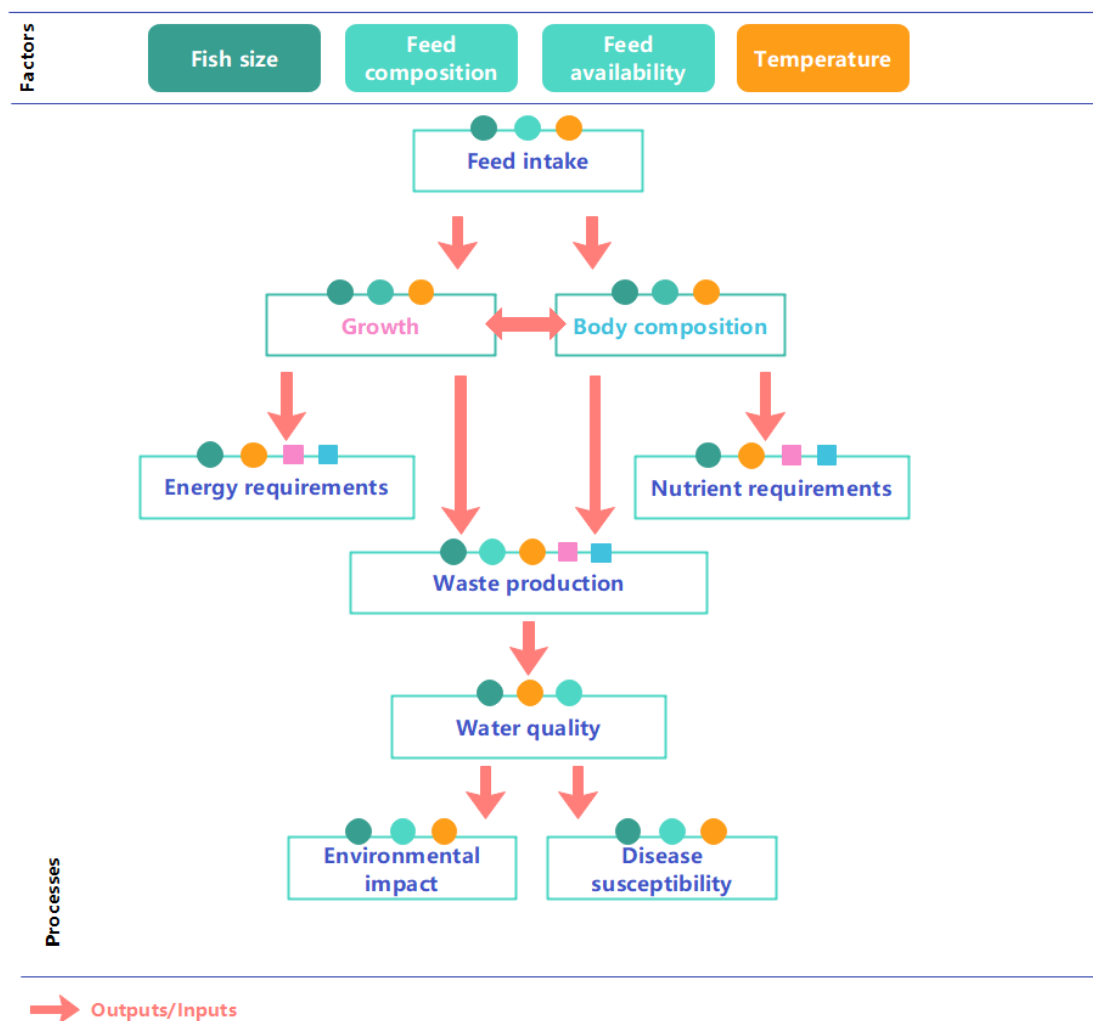 Factors
Fish size
Feed
composition
Feed
availability
Temperature
Feed intake
Growth
Body composition
Energy requirements
Nutrient requirements
Waste production
Water quality
Environmental
impact
Disease
susceptibility
Processes
Outputs/Inputs